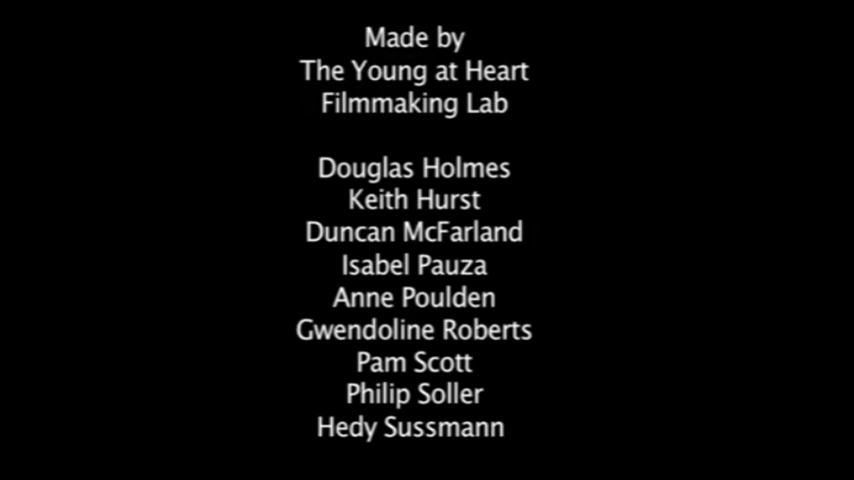 Made by
The Young at Heart
Filmmaking Lab
Douglas Holmes
Keith Hurst
Duncan McFarland
Isabel Pauza
Anne Poulden
Gwendoline Roberts
Pam Scott
Philip Soller
Hedy Sussmann